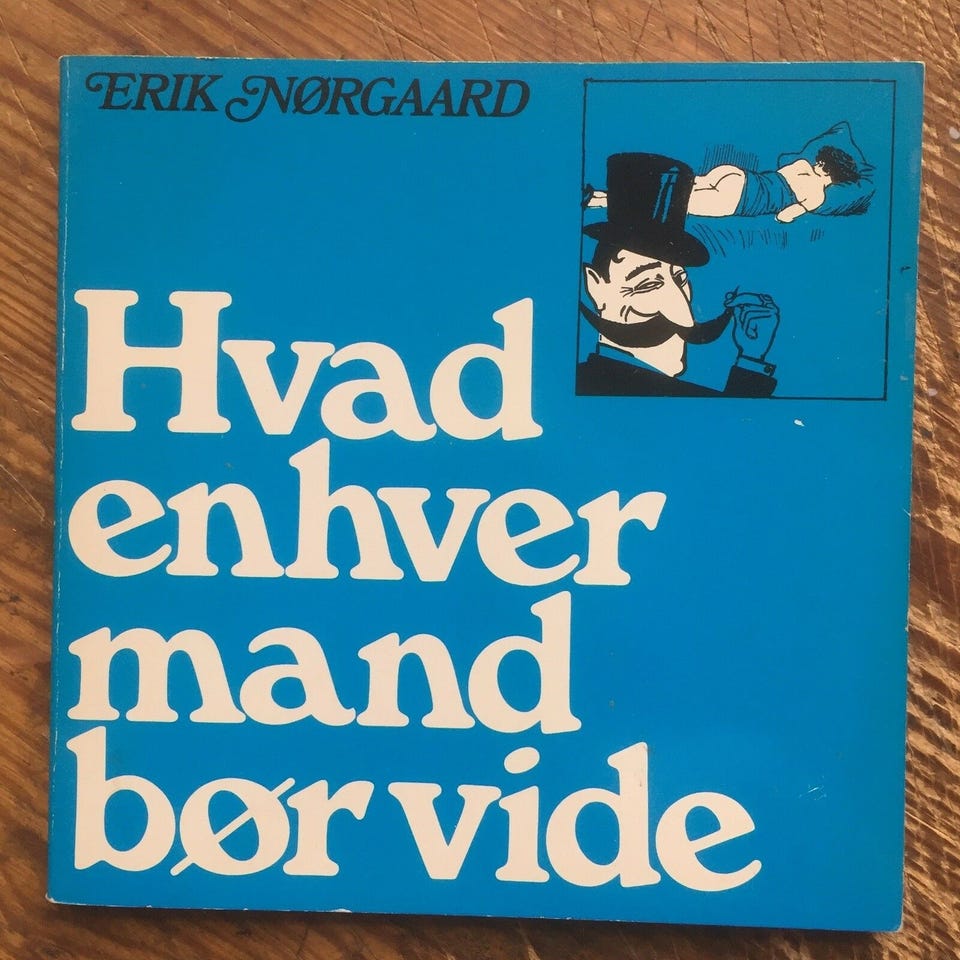 ERIK NØRGAARD
Hvad
enhver
mand
bør vide